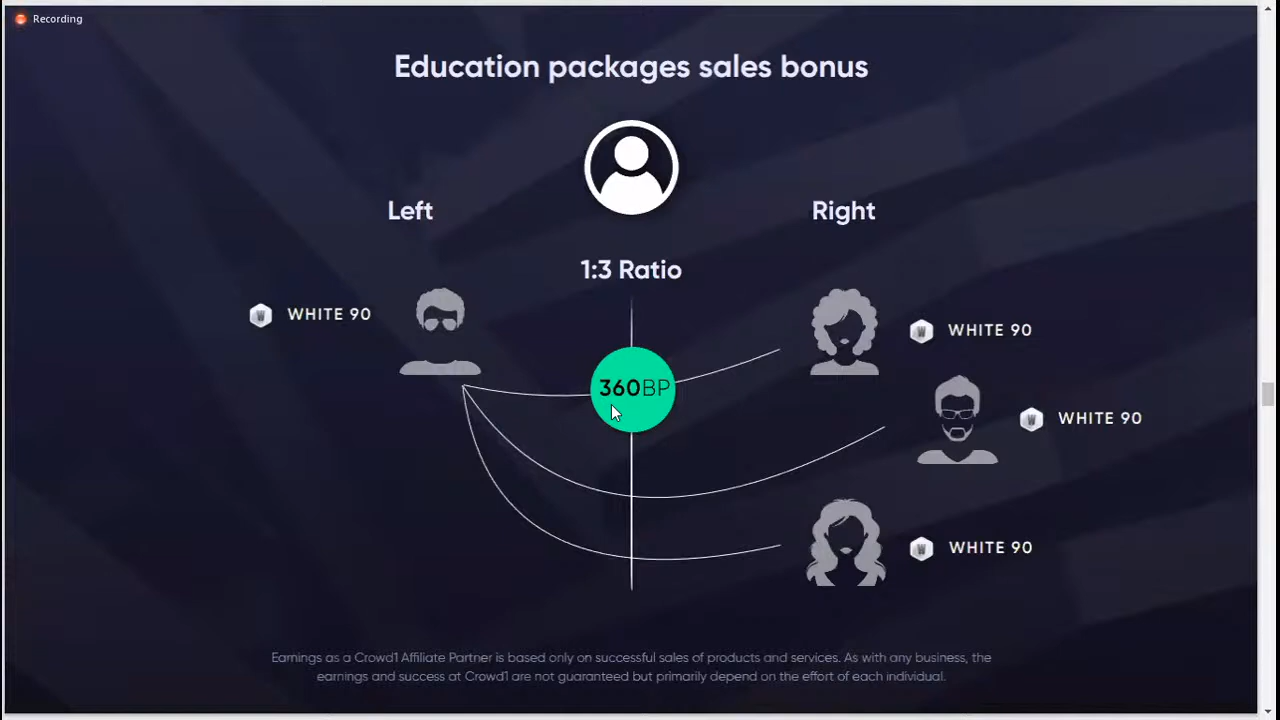 Recording
Education packages sales bonus
Left
Right
1:3 Ratio
WHITE 90
WHITE 90
360BP
WHITE 90
WHITE 90
Earnings as a Crowd1 Affiliate Partner is based only on successful sales of products and services. As with any business, the
earnings and success at Crowd1 are not guaranteed but primarily depend on the effort of each individual.